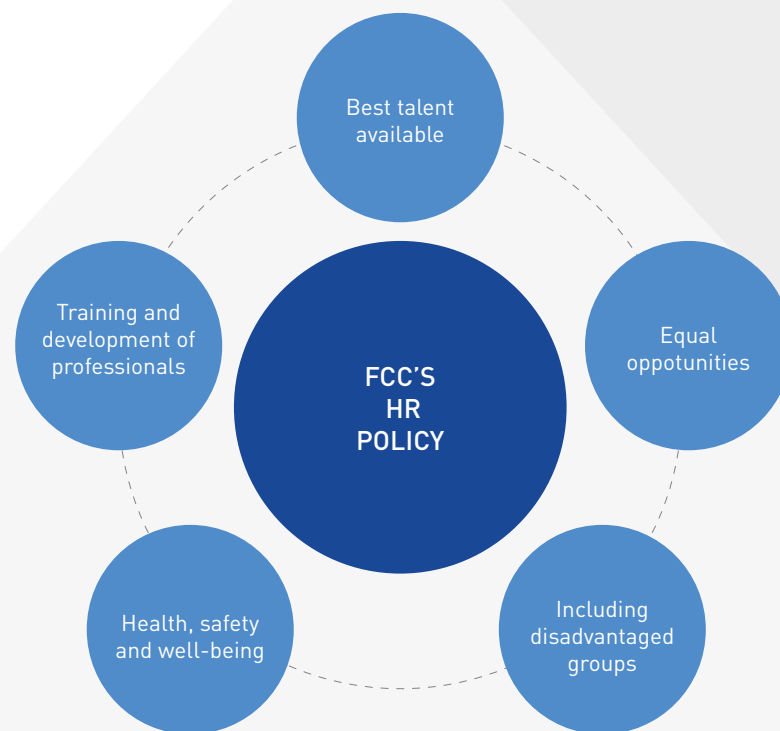 Best talent
available
Training and
development of
professionals
Equal
oppotunities
FCC'S
HR
POLICY
Health, safety
and well-being
Including
disadvantaged
groups